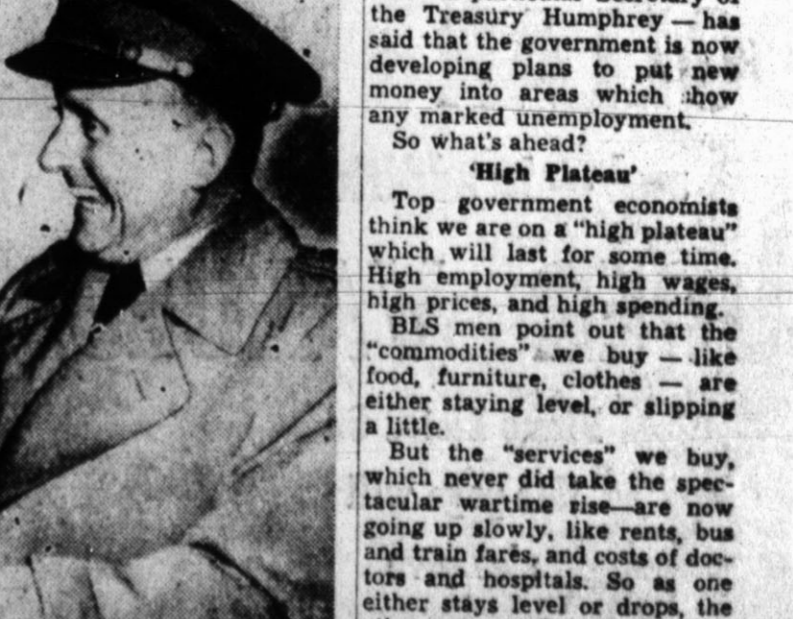 the Treasury Humphrey — has
said that the government is now
developing plans to put new
money into areas which show
any marked unemployment.
So what's ahead?
'High Plateau'
Top government economists
think we are on a "high plateau"
which will last for some time.
High employment, high wages,
high prices, and high spending.
BLS men point out that the
"commodities" we buy — like
food, furniture, clothes — are
either staying level, or slipping
a little.
But the "services" we buy,
which never did take the spec-
tacular wartime rise—are now
going up slowly, like rents, bus
and train fares, and costs of doc-
tors and hospitals. So as one
either stays level or drops, the